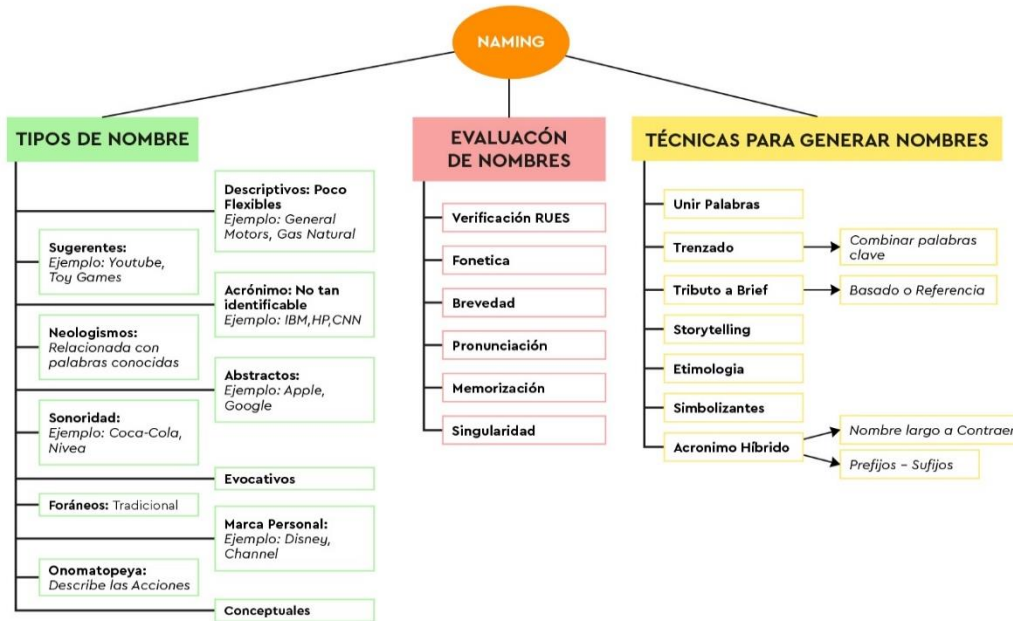 NAMING
TIPOS DE NOMBRE
Descriptivos: Poco
Flexibles
Ejemplo: General
Motors, Gas Natural
Sugerentes:
Ejemplo: Youtube,
Toy Games
Acrónimo: No tan
identificable
Ejemplo: IBM,HP,CNN
Neologismos:
Relacionada con
palabras conocidas
Abstractos:
Ejemplo: Apple,
Google
Sonoridad:
Ejemplo: Coca-Cola,
Nivea
Evocativos
Foráneos: Tradicional
Marca Personal:
Ejemplo: Disney,
Channel
Onomatopeya:
Describe las Acciones
Conceptuales
EVALUACÓN
DE NOMBRES
Verificación RUES
Fonetica
Brevedad
Pronunciación
Memorización
Singularidad
TÉCNICAS PARA GENERAR NOMBRES
Unir Palabras
Trenzado
Combinar palabras
clave
Tributo a Brief
Basado o Referencia
Storytelling
Etimologia
Simbolizantes
Acronimo Híbrido
Nombre largo a Contraer
Prefijos – Sufijos